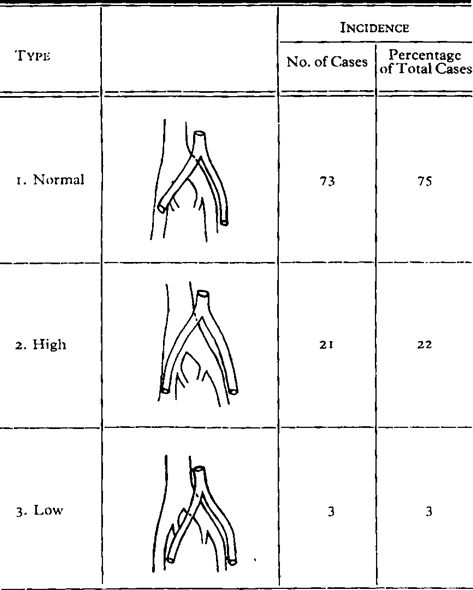 TYPE
INCIDENCE
No. of Cases
Percentage
of Total Cases
1. Normal 73 75
2. High 21 22
3. Low 3 3